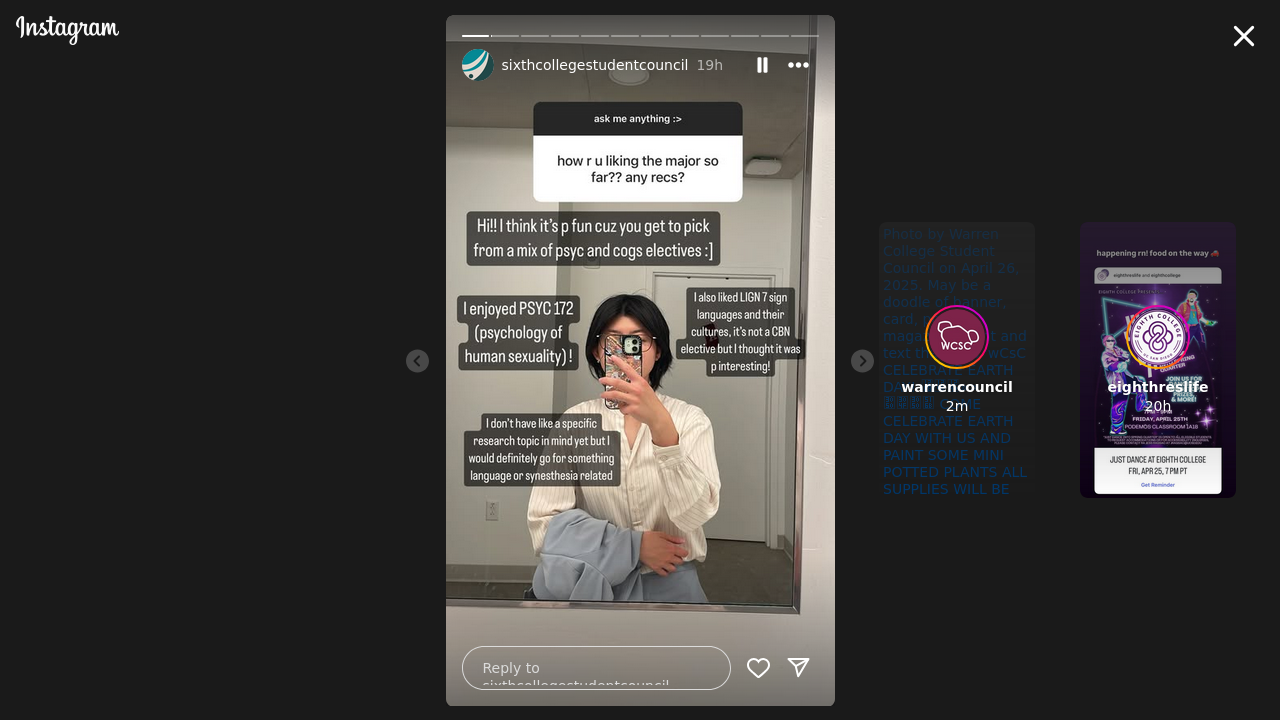 Instagram
sixthcollegestudentcouncil 19h
ask me anything :>
how r u liking the major so
far?? any recs?
Hi!! I think it's p fun cuz you get to pick
from a mix of psyc and cogs electives :]
I enjoyed PSYC 172
(psychology of
human sexuality) !
I also liked LIGN 7 sign
languages and their
cultures, it's not a CBN
elective but I thought it was
p interesting!
I don't have like a specific
research topic in mind yet but I
would definitely go for something
language or synesthesia related
Reply to
sixthcollegestudentcouncil...
Photo by Warren
College Student
Council on April 26,
2025. May be a
doodle of banner,
card,
and
text th
wCsC
CELEBRATE EARTH
DA
COME
CELEBRATE EARTH
DAY WITH US AND
PAINT SOME MINI
POTTED PLANTS ALL
SUPPLIES WILL BE
WCSC
warrencouncil
2m
happening rn! food on the way
eighthreslife and eighthcollege
EIGHTH COLLEGE PRESENTS
EIGHTH COLLEGE
JOIN US FOR
PRIZES,
& MORE!
eighthreslife
20h
FRIDAY, APRIL 25TH
PODEMOS CLASSROOM 1A18
JUST DANCE AT EIGHTH COLLEGE
FRI, APR 25, 7 PM PT
Get Reminder